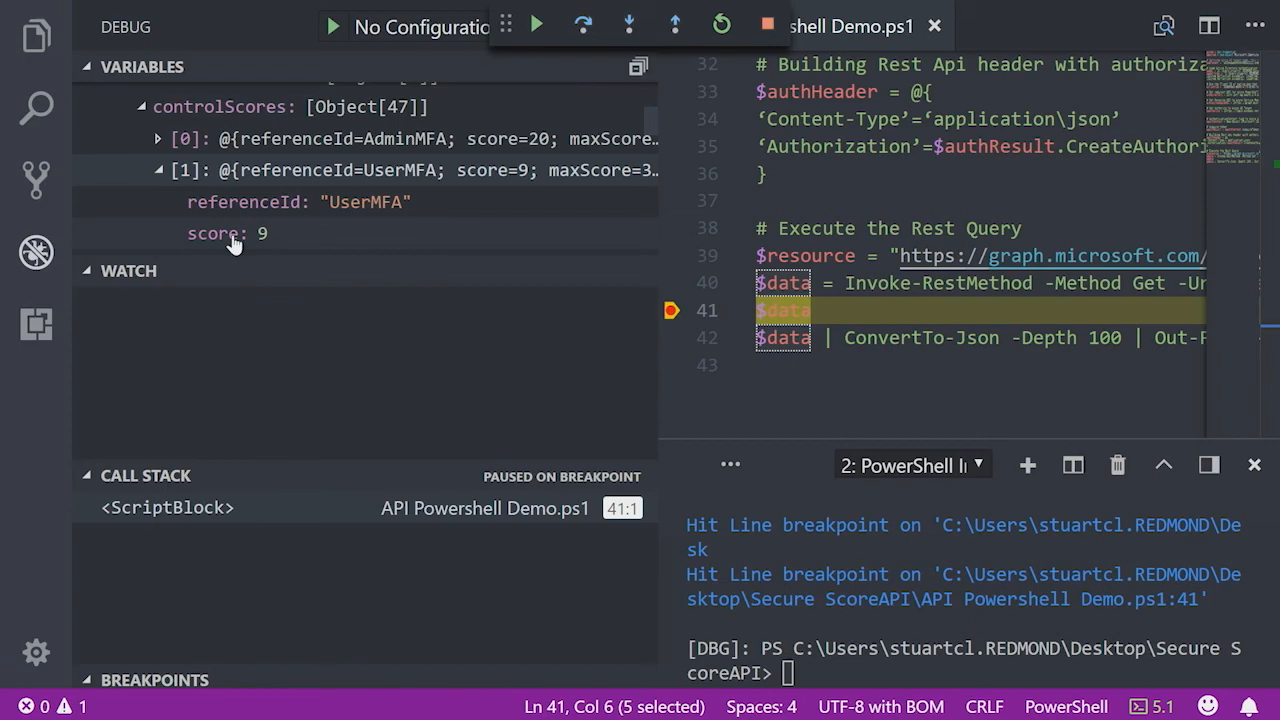 DEBUG
No Configuratio
shell Demo.ps1
VARIABLES
controlScores: [Object[47]]
[0]: @{referenceId=AdminMFA; score=20, maxScore…
[1]: @{referenceId=UserMFA; score=9; maxScore=3…
referenceId: "UserMFA"
score: 9
WATCH
CALL STACK
PAUSED ON BREAKPOINT
<ScriptBlock>
API Powershell Demo.ps1
41:1
BREAKPOINTS
32 # Building Rest Api header with authoriza
33 $authHeader = @{
34 ‘Content-Type’=‘application\json’
35 ‘Authorization’=$authResult.CreateAuthori
36 }
37
38 # Execute the Rest Query
39 $resource = "https://graph.microsoft.com/
40 $data = Invoke-RestMethod -Method Get -Ur
41 $data
42 $data | ConvertTo-Json -Depth 100 | Out-F
43
2: PowerShell I
Hit Line breakpoint on 'C:\Users\stuartcl.REDMOND\De
sk
Hit Line breakpoint on 'C:\Users\stuartcl.REDMOND\De
sktop\Secure ScoreAPI\API Powershell Demo.ps1:41'
[DBG]: PS C:\Users\stuartcl.REDMOND\Desktop\Secure S
coreAPI>
0 1
Ln 41, Col 6 (5 selected)
Spaces: 4
UTF-8 with BOM
CRLF
PowerShell
5.1